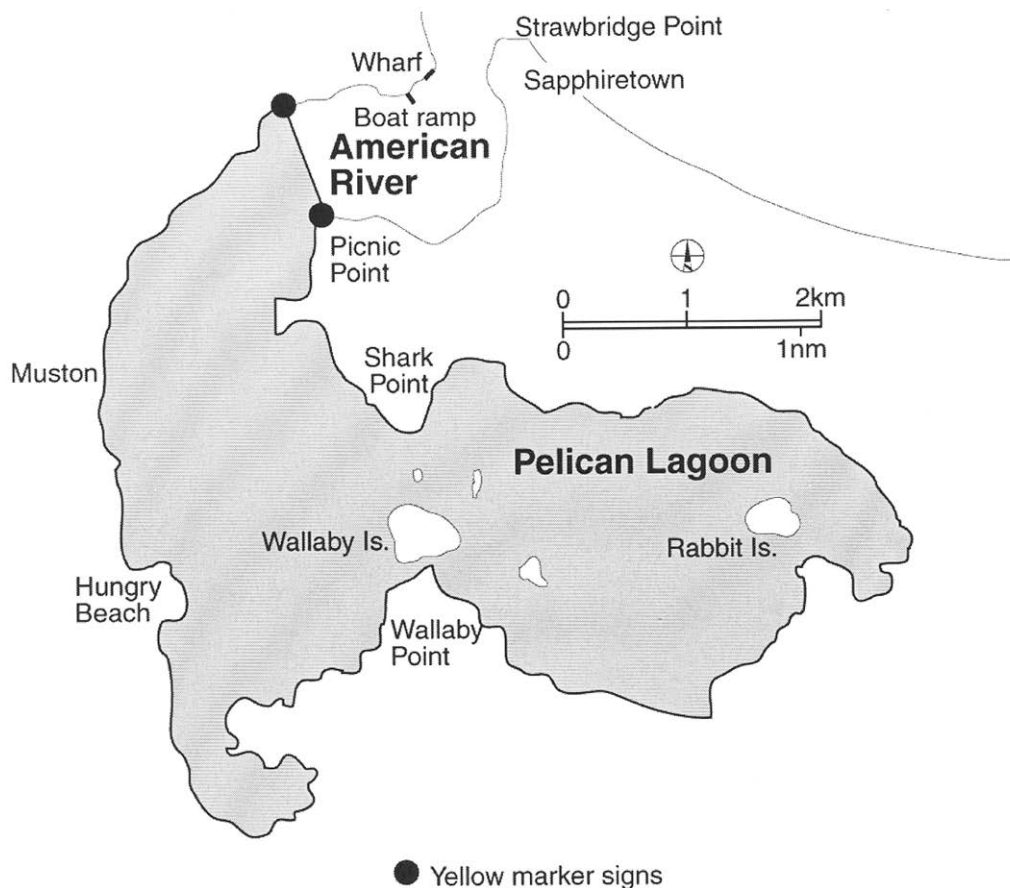 Strawbridge Point
Wharf
Sapphiretown
Boat ramp
American
River
Picnic
Point
N
0 1 2km
0 1nm
Shark
Point
Muston
Pelican Lagoon
Wallaby Is.
Rabbit Is.
Hungry
Beach
Wallaby
Point
Yellow marker signs